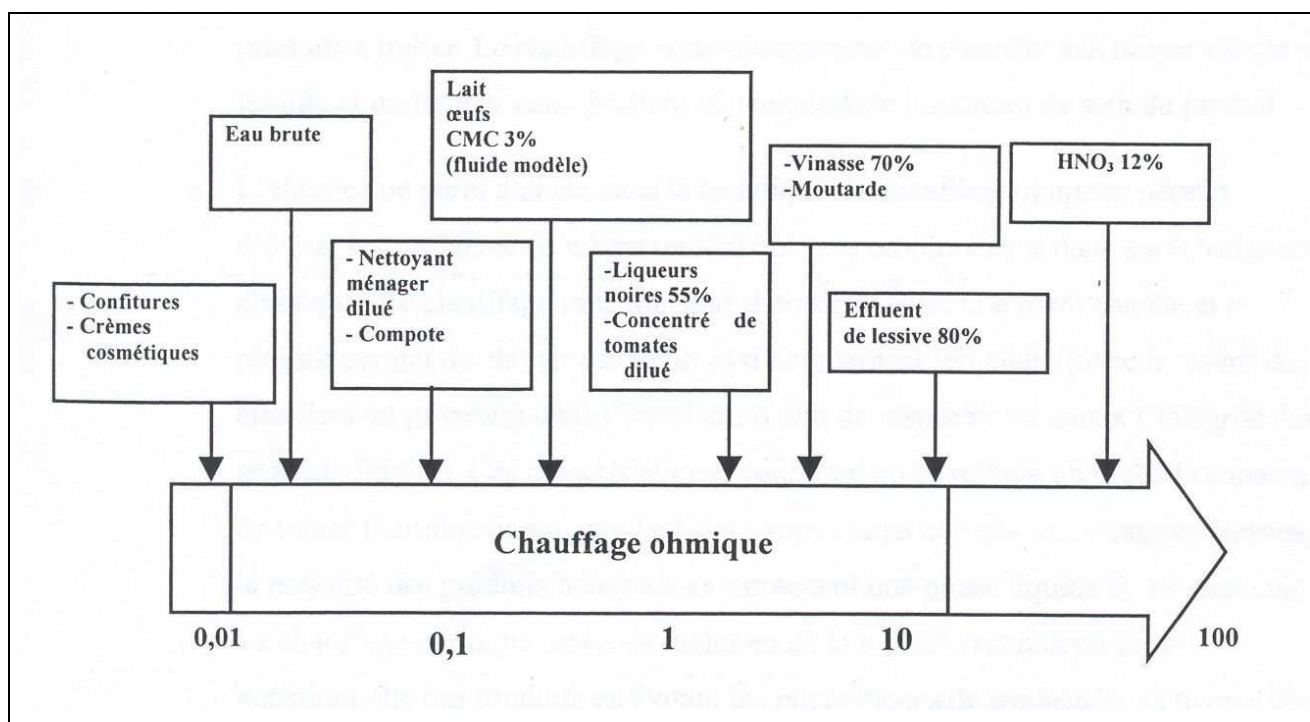 Eau brute
Lait
œufs
CMC 3%
(fluide modèle)
-Vinasse 70%
-Moutarde
HNO₃ 12%
- Confitures
- Crèmes
cosmétiques
- Nettoyant
ménager
dilué
- Compote
-Liqueurs
noires 55%
-Concentré de
tomates
dilué
Effluent
de lessive 80%
Chauffage ohmique
0,01
0,1
1
10
100